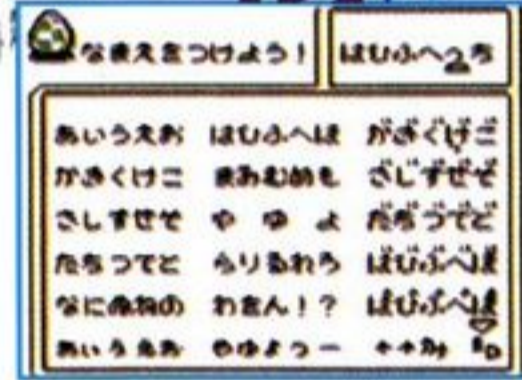 なまえをつけよう! はひふへ
あいうえお はひふへほ がぎぐげご
かきくけこ まみむめも ざじずぜぞ
さしすせそ や ゆ よ だぢづでど
たちつてと らりるれろ ばびぶべぼ
なにぬねの わをん!? ぱぴぷぺぽ
ぁぃぅぇぉ ゃゅょっー ←→カナ